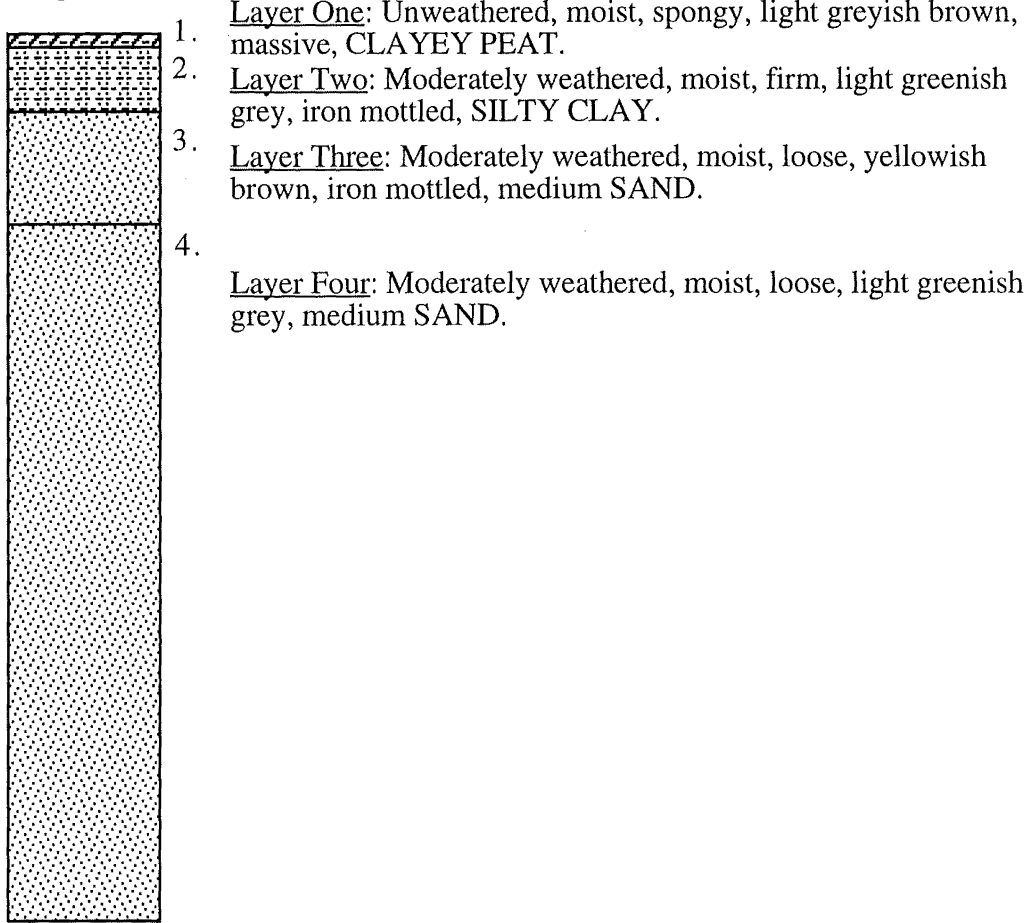 1. Layer One: Unweathered, moist, spongy, light greyish brown,
massive, CLAYEY PEAT.
2. Layer Two: Moderately weathered, moist, firm, light greenish
grey, iron mottled, SILTY CLAY.
3. Layer Three: Moderately weathered, moist, loose, yellowish
brown, iron mottled, medium SAND.
4.
Layer Four: Moderately weathered, moist, loose, light greenish
grey, medium SAND.